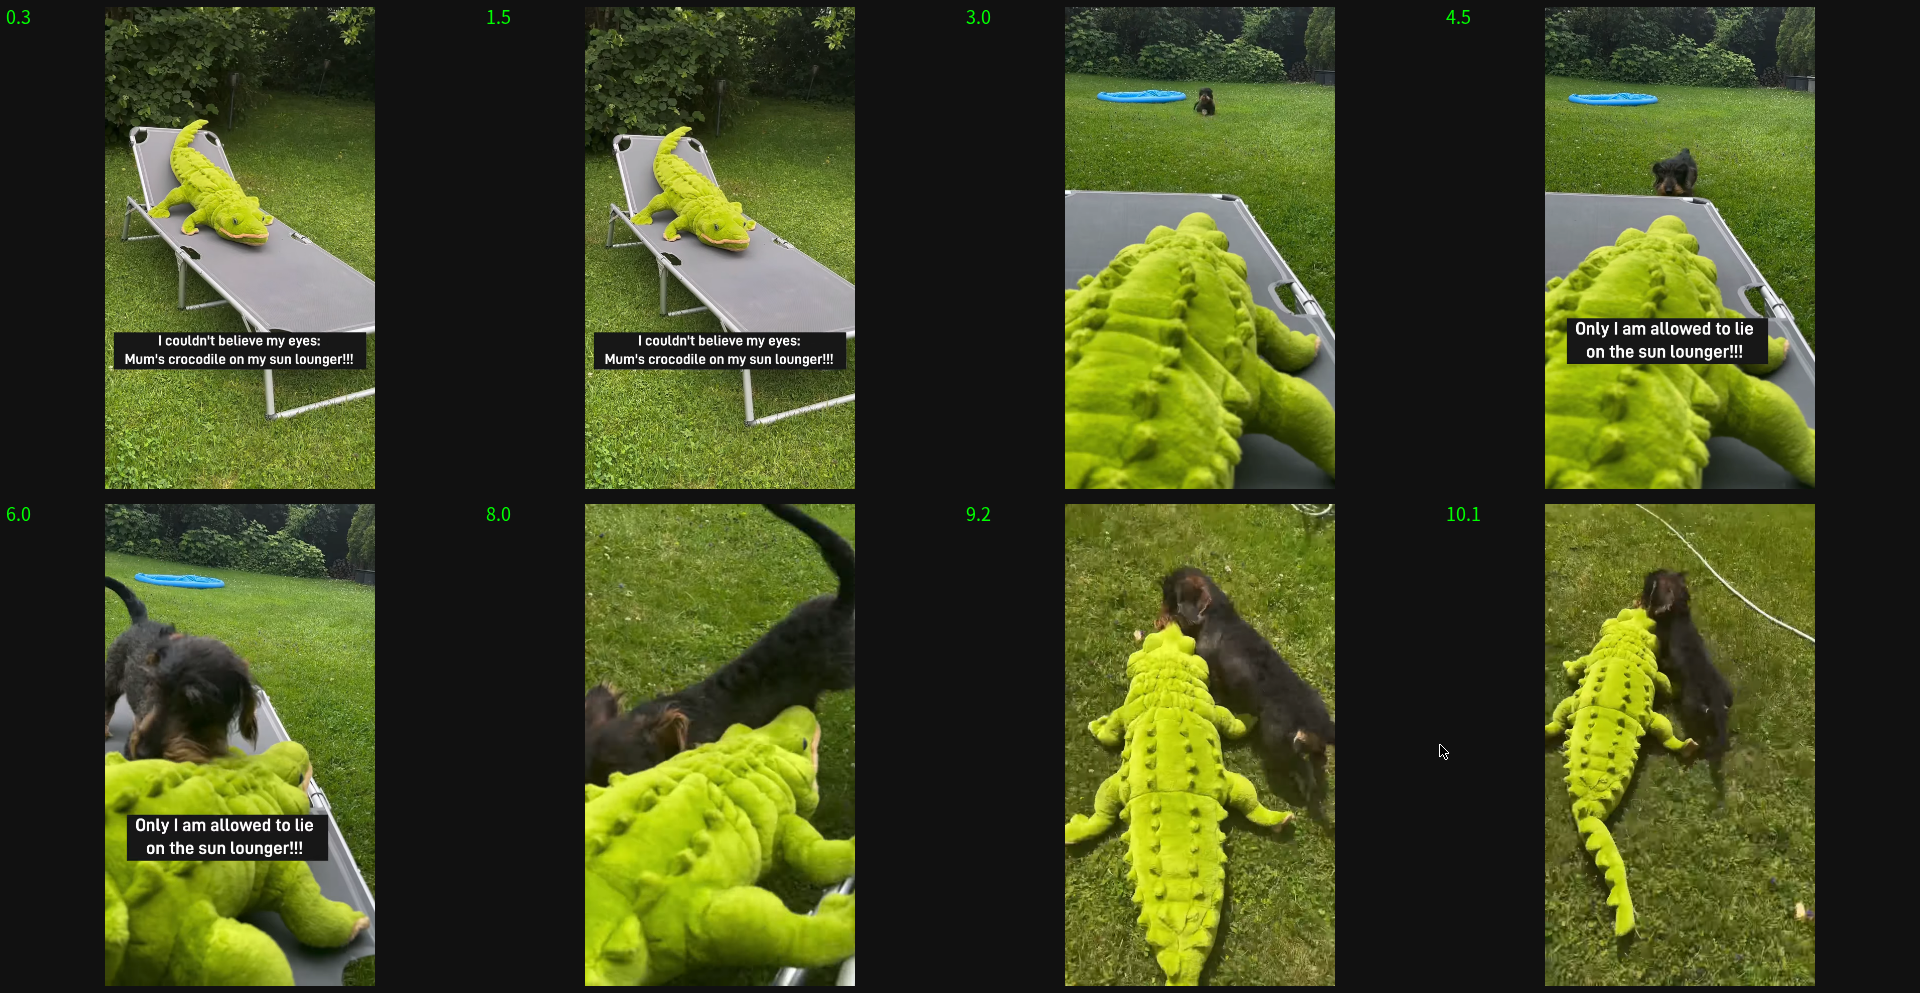 0.3
1.5
3.0
4.5
I couldn't believe my eyes:
Mum's crocodile on my sun lounger!!!
I couldn't believe my eyes:
Mum's crocodile on my sun lounger!!!
Only I am allowed to lie
on the sun lounger!!!
6.0
8.0
9.2
10.1
Only I am allowed to lie
on the sun lounger!!!